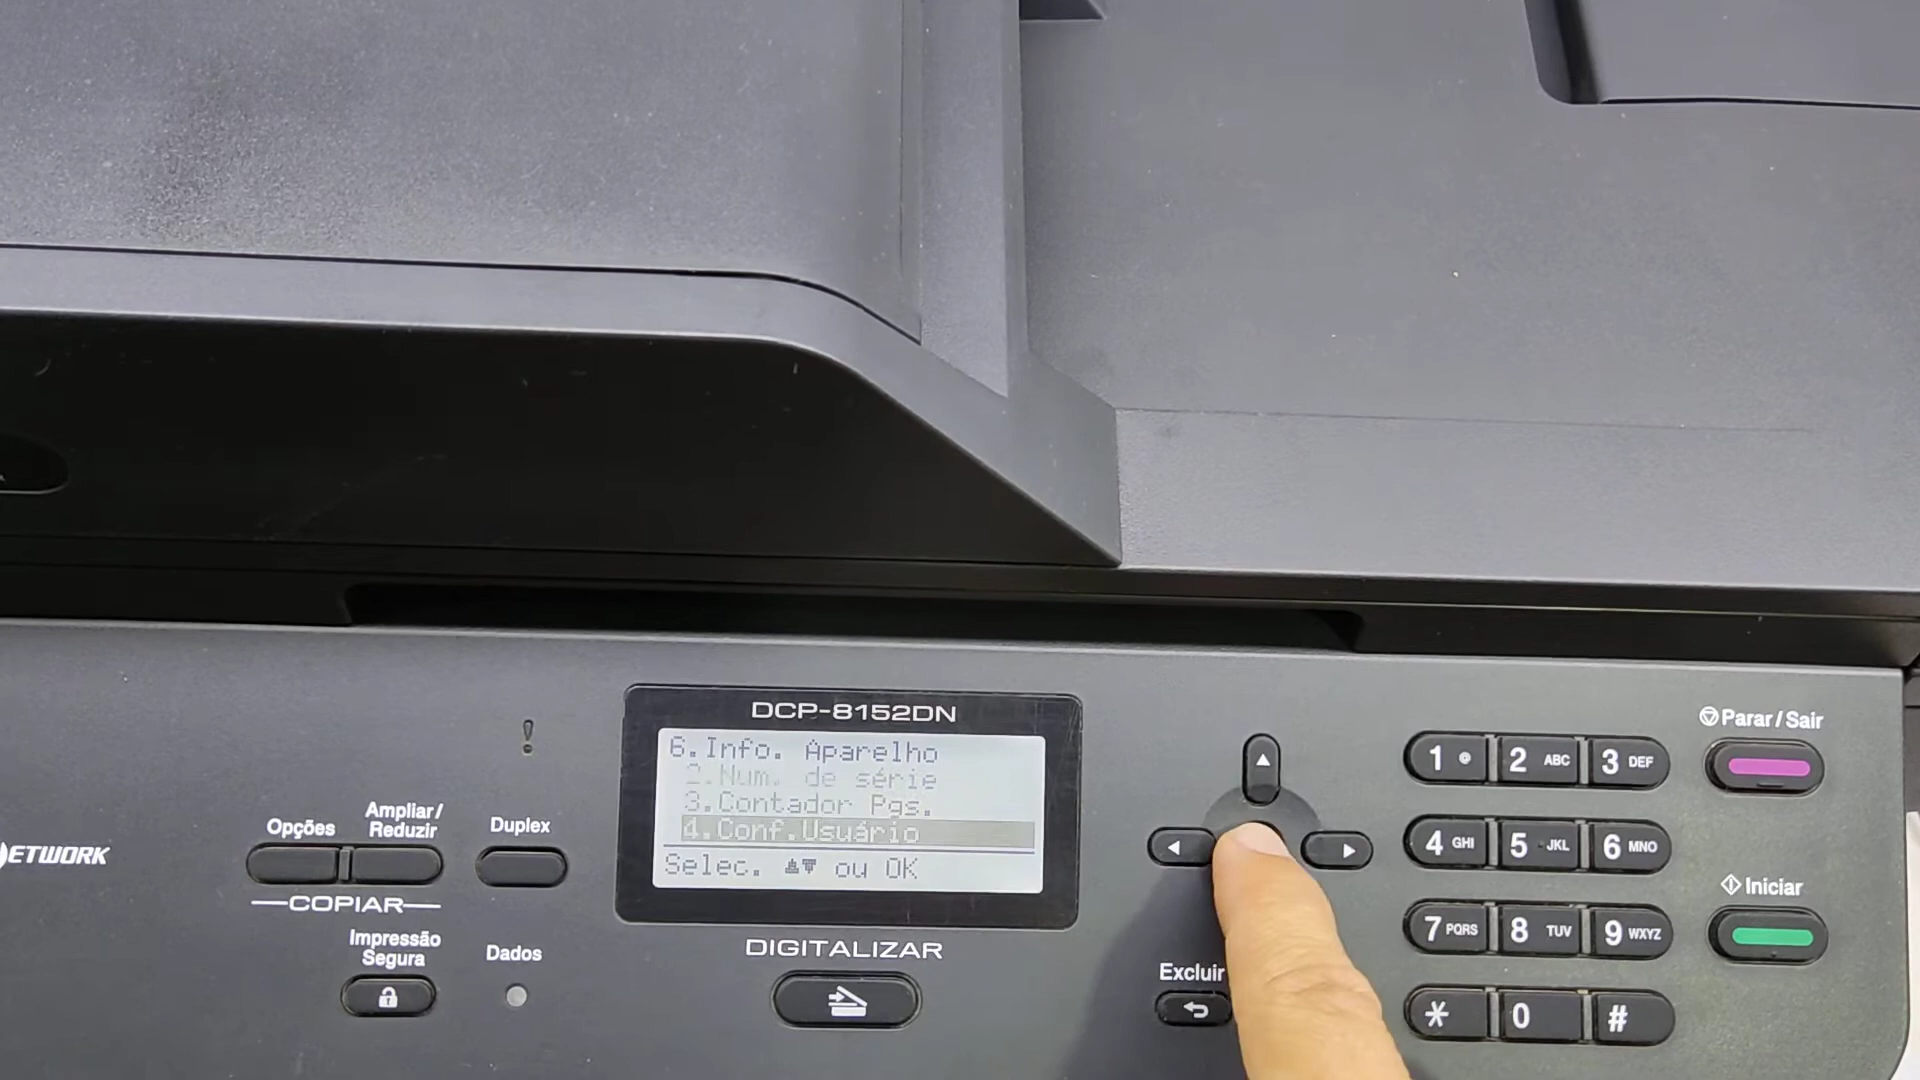 DCP-8152DN
6.Info. Aparelho
2.Num. de série
3.Contador Pgs.
4.Conf.Usuário
Selec. ou OK
ETWORK
Opções
Ampliar/
Reduzir
Duplex
COPIAR
Impressão
Segura
Dados
DIGITALIZAR
Excluir
1 @
2 ABC
3 DEF
4 GHI
5 JKL
6 MNO
7 PQRS
8 TUV
9 WXYZ
* 0 #
Parar/Sair
Iniciar